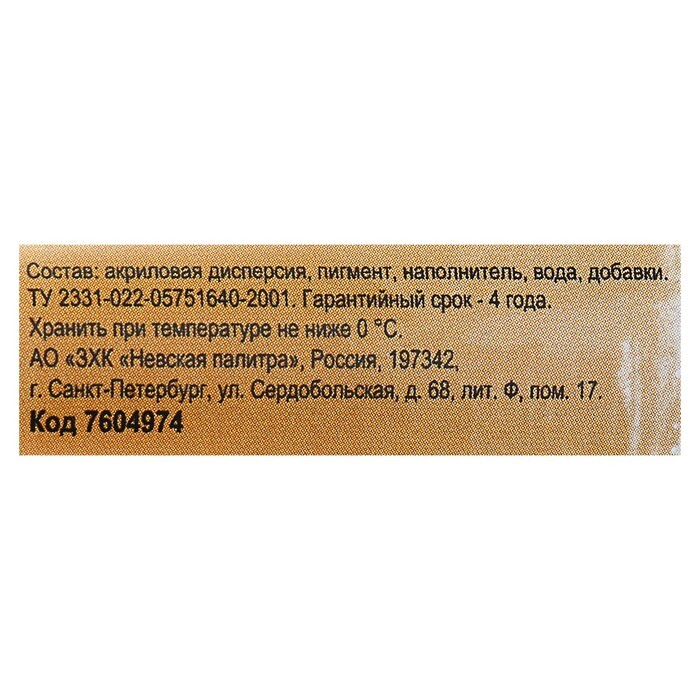 Состав: акриловая дисперсия, пигмент, наполнитель, вода, добавки.
ТУ 2331-022-05751640-2001. Гарантийный срок - 4 года.
Хранить при температуре не ниже 0 °С.
АО «ЗХК «Невская палитра», Россия, 197342,
г. Санкт-Петербург, ул. Сердобольская, д. 68, лит. Ф, пом. 17.
Код 7604974